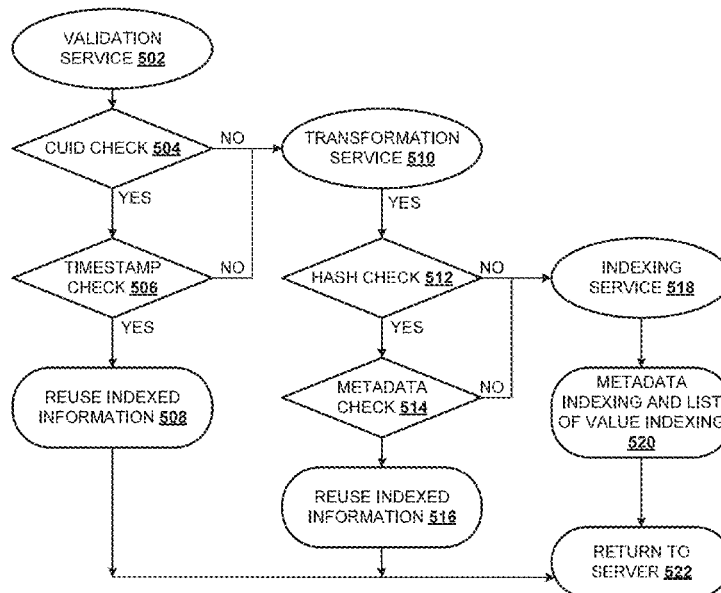 VALIDATION
SERVICE 502
CUID CHECK 504
NO
YES
TIMESTAMP
CHECK 506
NO
YES
REUSE INDEXED
INFORMATION 508
TRANSFORMATION
SERVICE 510
YES
HASH CHECK 512
NO
YES
METADATA
CHECK 514
NO
REUSE INDEXED
INFORMATION 516
INDEXING
SERVICE 518
METADATA
INDEXING AND LIST
OF VALUE INDEXING
520
RETURN TO
SERVER 522